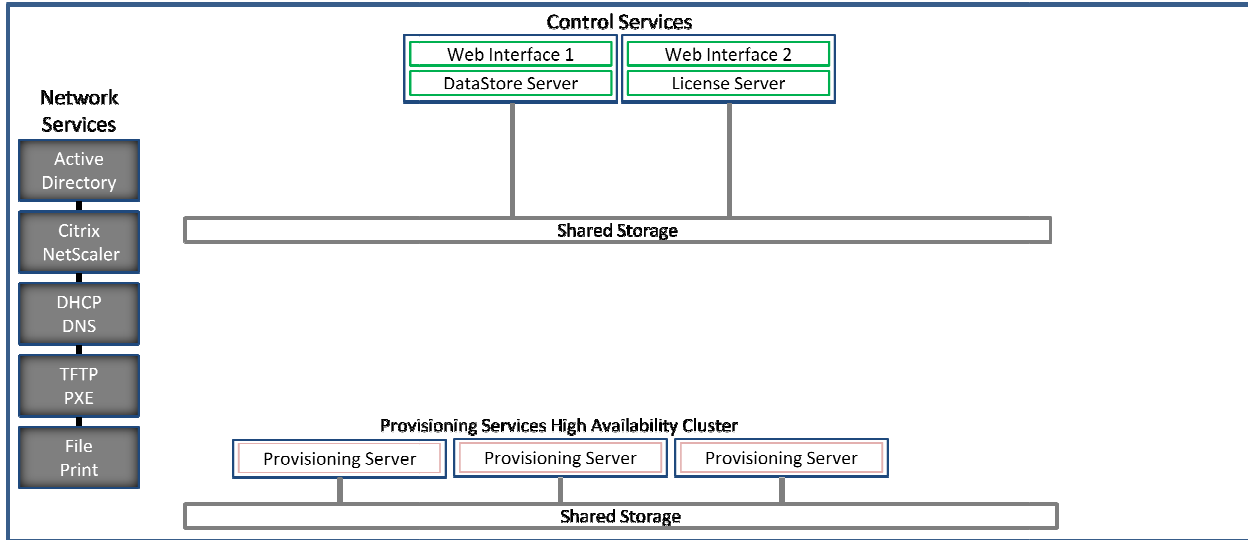 Control Services
Web Interface 1
DataStore Server
Web Interface 2
License Server
Network
Services
Active
Directory
Citrix
NetScaler
DHCP
DNS
TFTP
PXE
File
Print
Shared Storage
Provisioning Services High Availability Cluster
Provisioning Server
Provisioning Server
Provisioning Server
Shared Storage